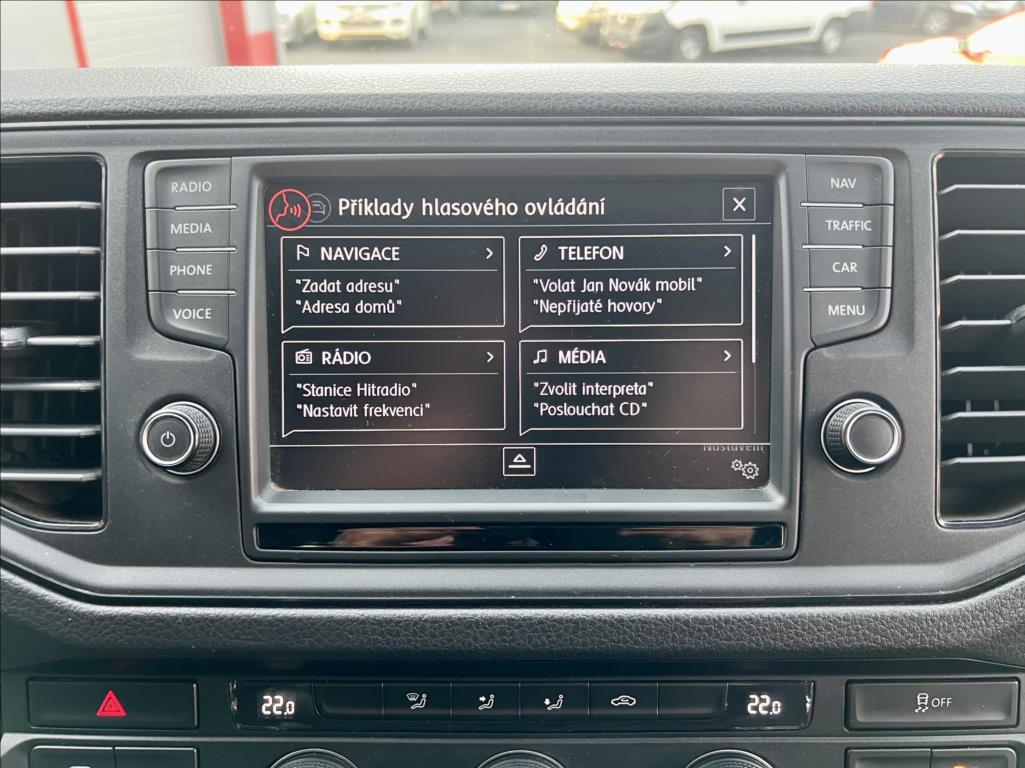 RADIO
MEDIA
PHONE
VOICE
Příklady hlasového ovládání
X
NAVIGACE
"Zadat adresu"
"Adresa domů"
TELEFON
"Volat Jan Novák mobil"
"Nepřijaté hovory"
RÁDIO
"Stanice Hitradio"
"Nastavit frekvenci"
MÉDIA
"Zvolit interpreta"
"Poslouchat CD"
Nastavení
NAV
TRAFFIC
CAR
MENU
22.0
22.0
OFF